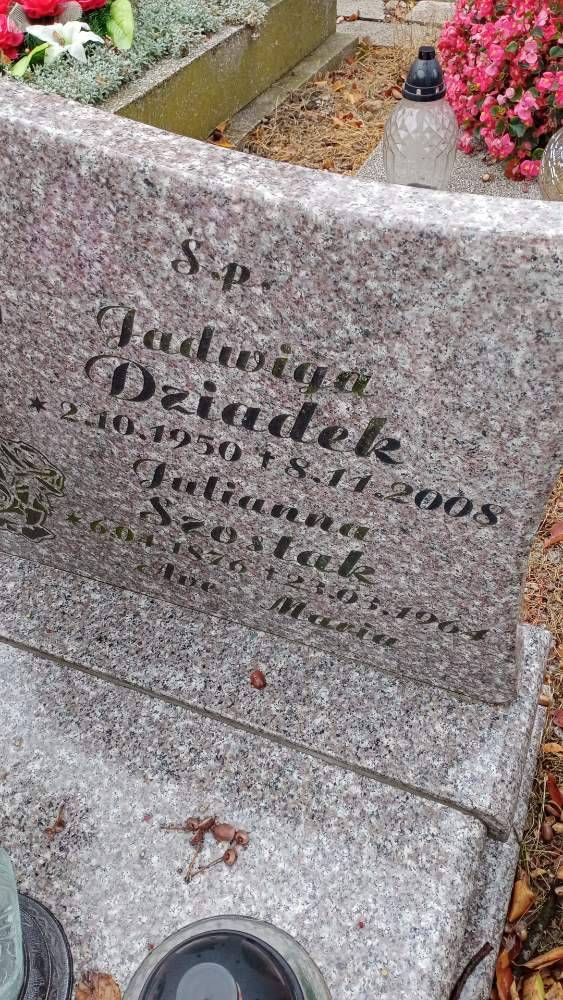 Ś.p.
Jadwiga
Dziadek
* 2.10.1950 † 8.11.2008
Julianna
Szostak
* 6.04.1876 † 23.03.1964
Ave Maria